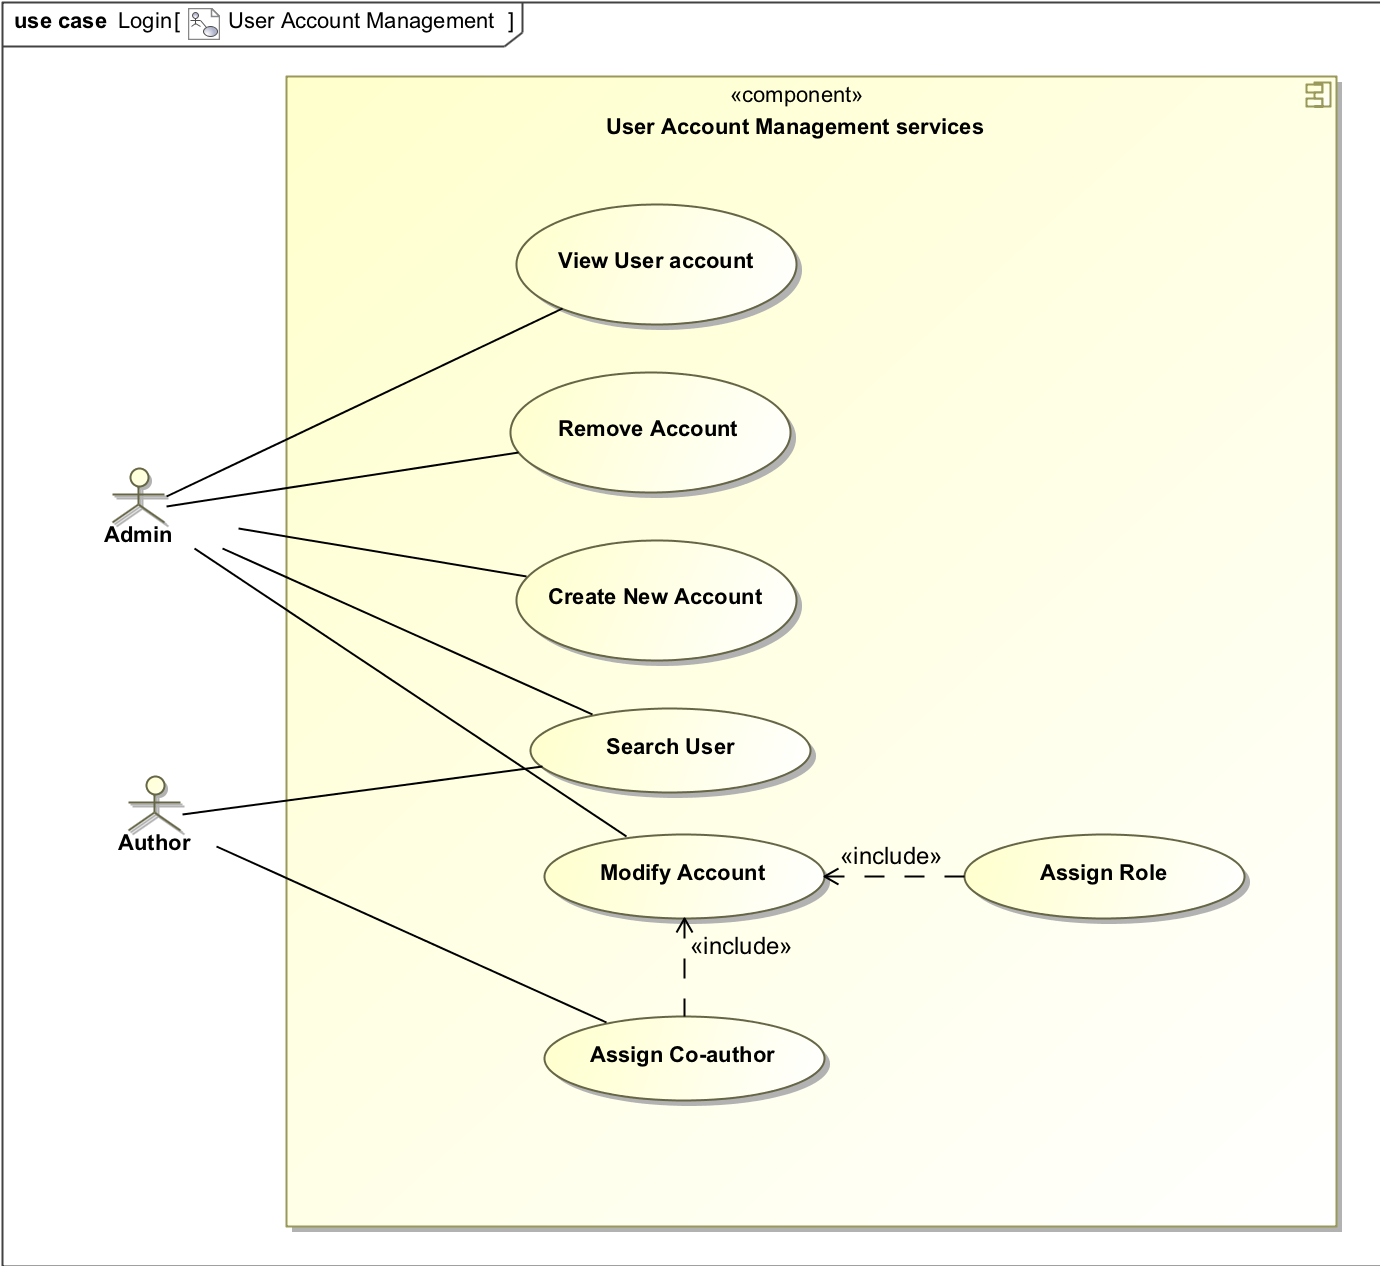 use case Login[ User Account Management ]
«component»
User Account Management services
View User account
Remove Account
Admin
Create New Account
Search User
Author
«include»
Modify Account
Assign Role
«include»
Assign Co-author